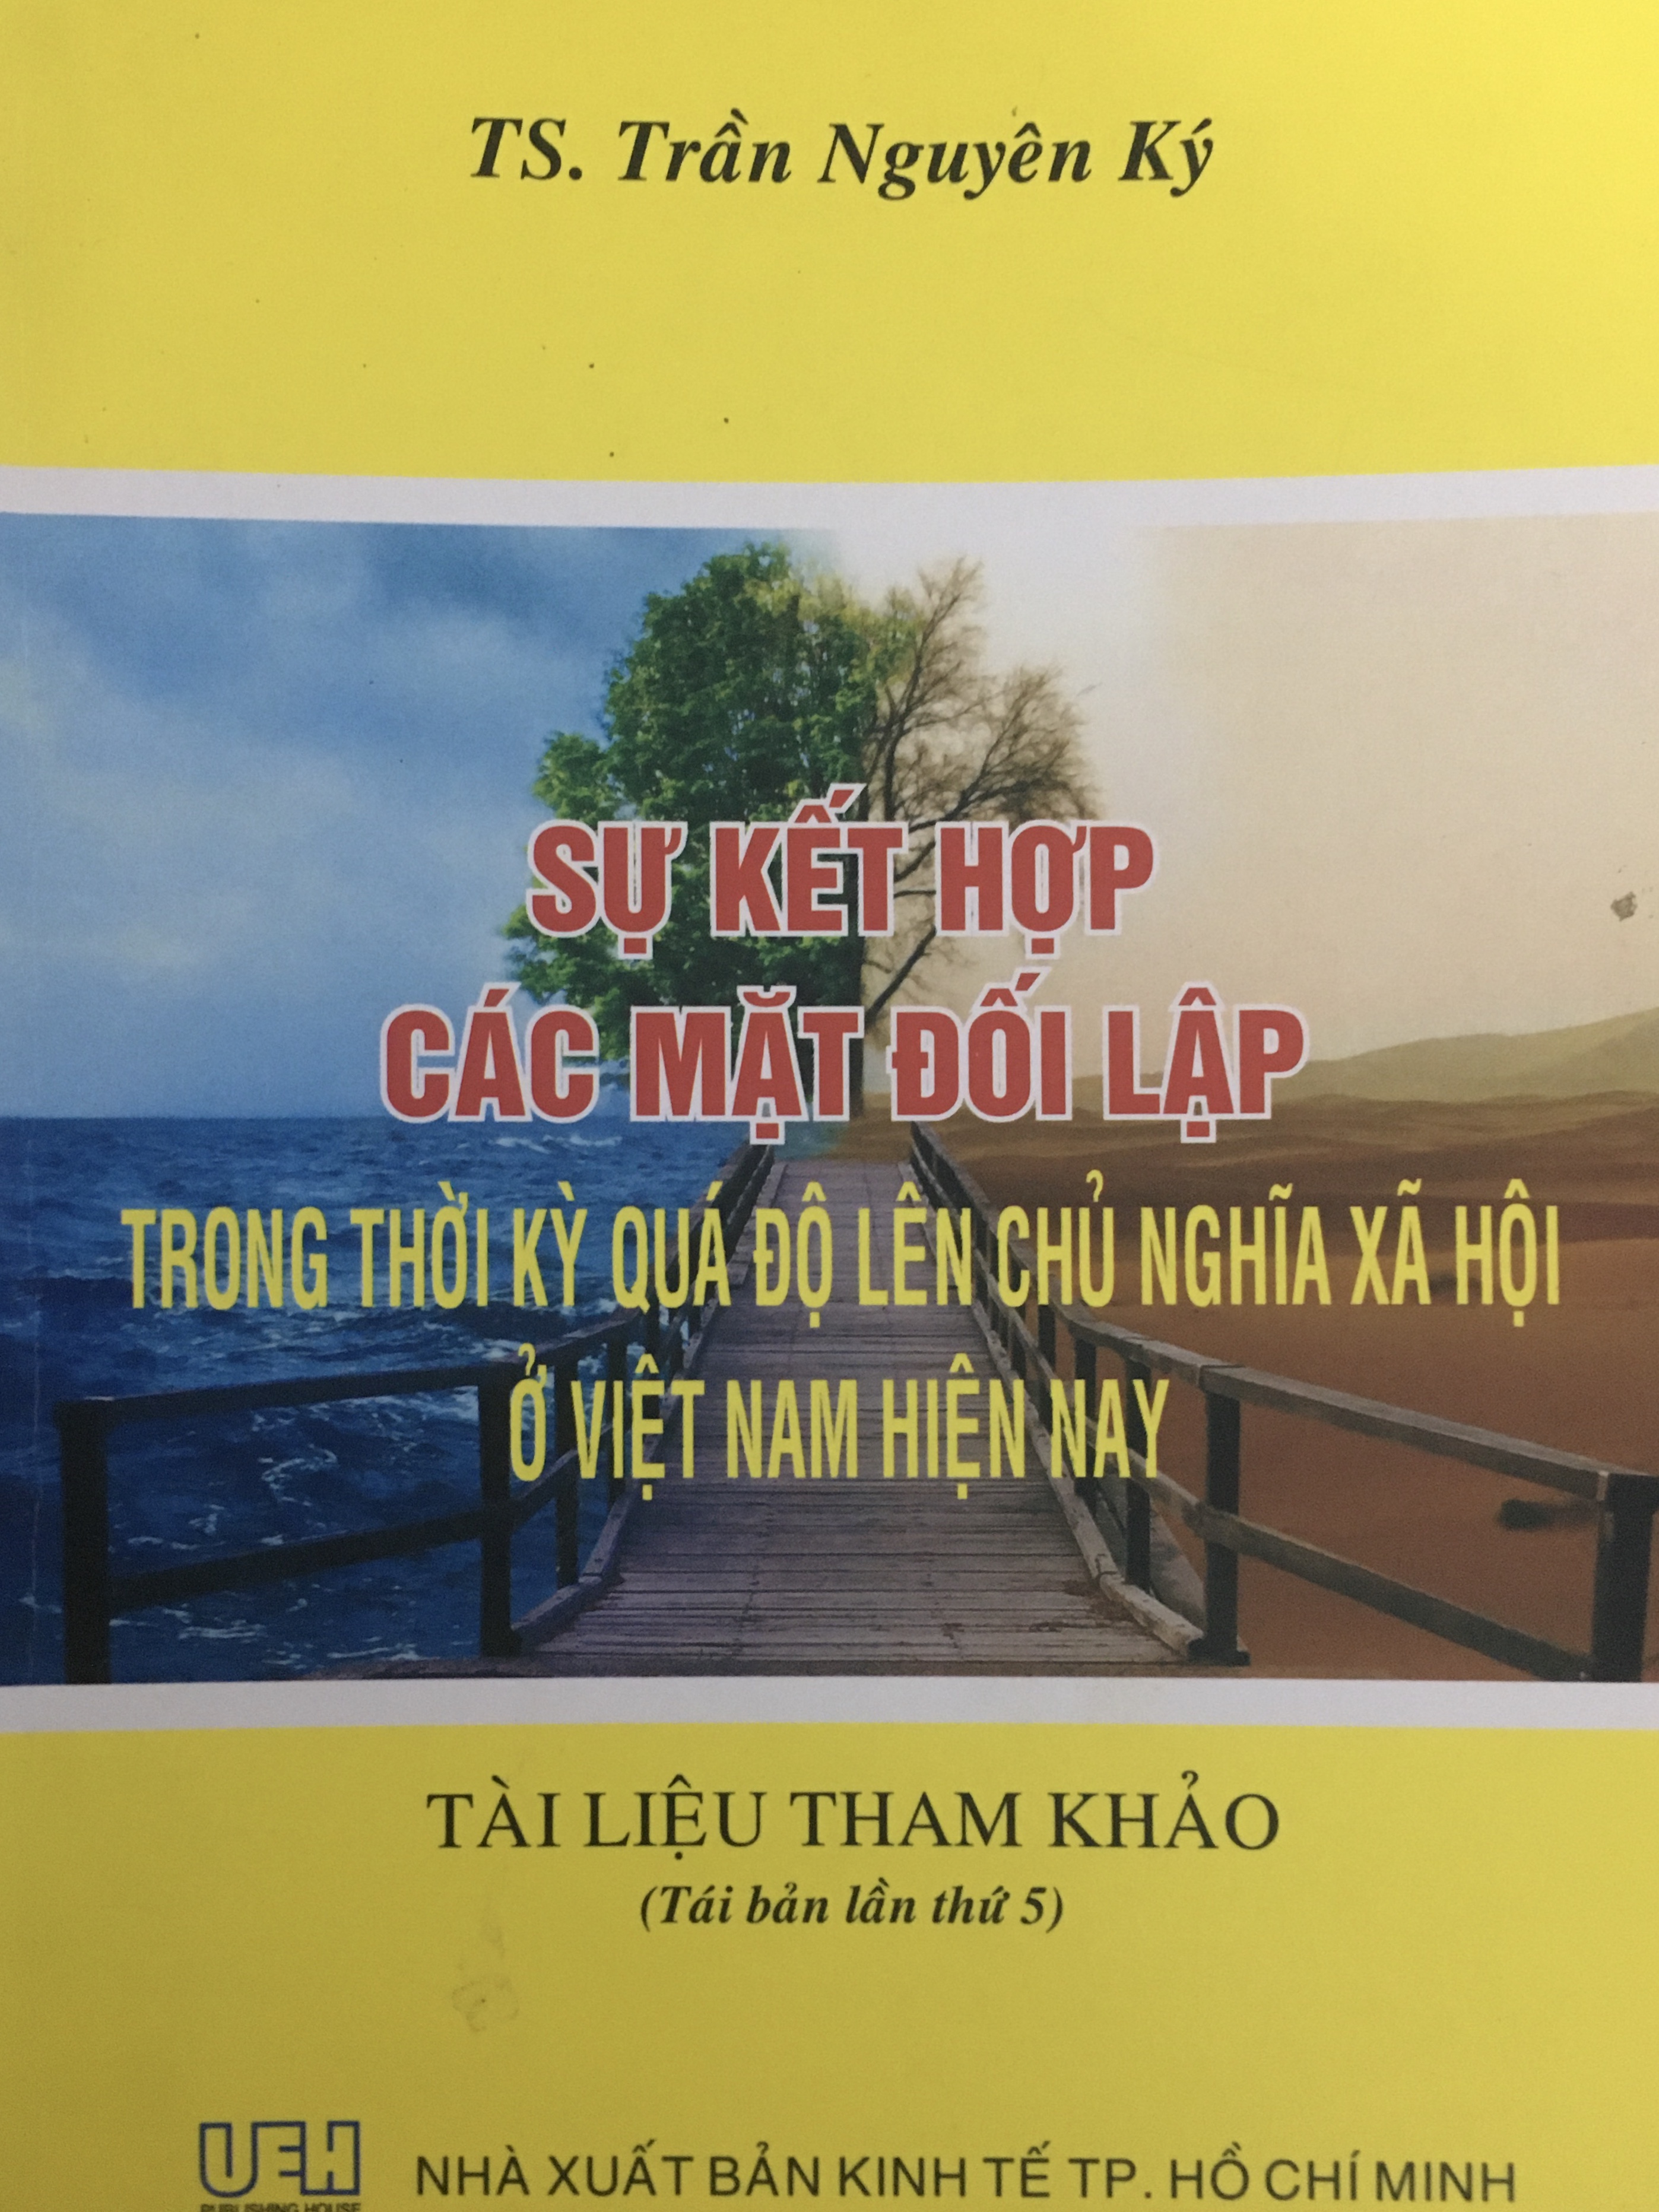 TS. Trần Nguyên Ký
SỰ KẾT HỢP
CÁC MẶT ĐỐI LẬP
TRONG THỜI KỲ QUÁ ĐỘ LÊN CHỦ NGHĨA XÃ HỘI
Ở VIỆT NAM HIỆN NAY
TÀI LIỆU THAM KHẢO
(Tái bản lần thứ 5)
UEH
PUBLISHING HOUSE
NHÀ XUẤT BẢN KINH TẾ TP. HỒ CHÍ MINH